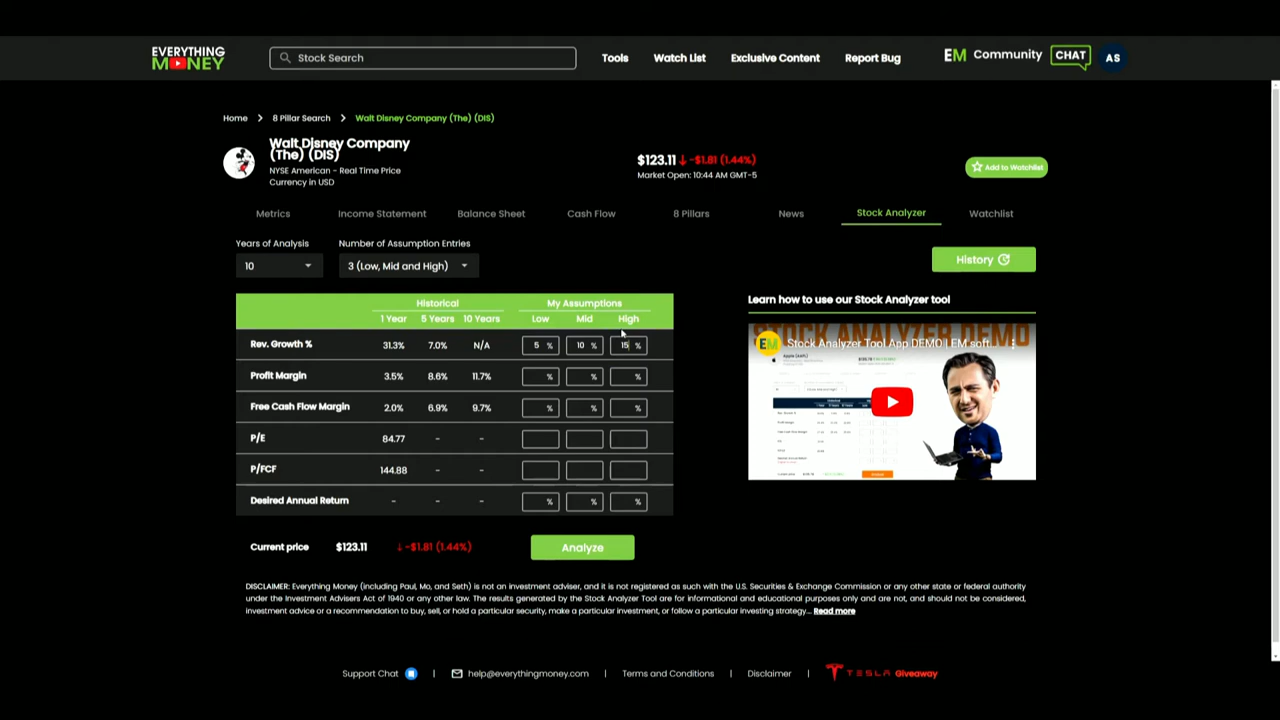 EVERYTHING
MONEY
Stock Search
Tools
Watch List
Exclusive Content
Report Bug
EM Community CHAT
AS
Home > 8 Pillar Search > Walt Disney Company (The) (DIS)
Walt Disney Company
(The) (DIS)
NYSE American - Real Time Price
Currency in USD
$123.11 ↓ -$1.81 (1.44%)
Market Open: 10:44 AM GMT-5
Add to Watchlist
Metrics
Income Statement
Balance Sheet
Cash Flow
8 Pillars
News
Stock Analyzer
Watchlist
Years of Analysis
10
Number of Assumption Entries
3 (Low, Mid and High)
History
Historical My Assumptions
1 Year 5 Years 10 Years Low Mid High
Rev. Growth % 31.3% 7.0% N/A 5 % 10 % 15 %
Profit Margin 3.5% 8.6% 11.7% % % %
Free Cash Flow Margin 2.0% 6.9% 9.7% % % %
P/E 84.77 - -
P/FCF 144.88 - -
Desired Annual Return - - - % % %
Current price $123.11 ↓ -$1.81 (1.44%)
Analyze
Learn how to use our Stock Analyzer tool
STOCK ANALYZER DEMO
EM Stock Analyzer Tool App DEMO | EM soft...
DISCLAIMER: Everything Money (including Paul, Mo, and Seth) is not an investment adviser, and it is not registered as such with the U.S. Securities & Exchange Commission or any other state or federal authority
under the Investment Advisers Act of 1940 or any other law. The results generated by the Stock Analyzer Tool are for informational and educational purposes only and are not, and should not be considered,
investment advice or a recommendation to buy, sell, or hold a particular security, make a particular investment, or follow a particular investing strategy... Read more
Support Chat | help@everythingmoney.com | Terms and Conditions | Disclaimer | TESLA Giveaway